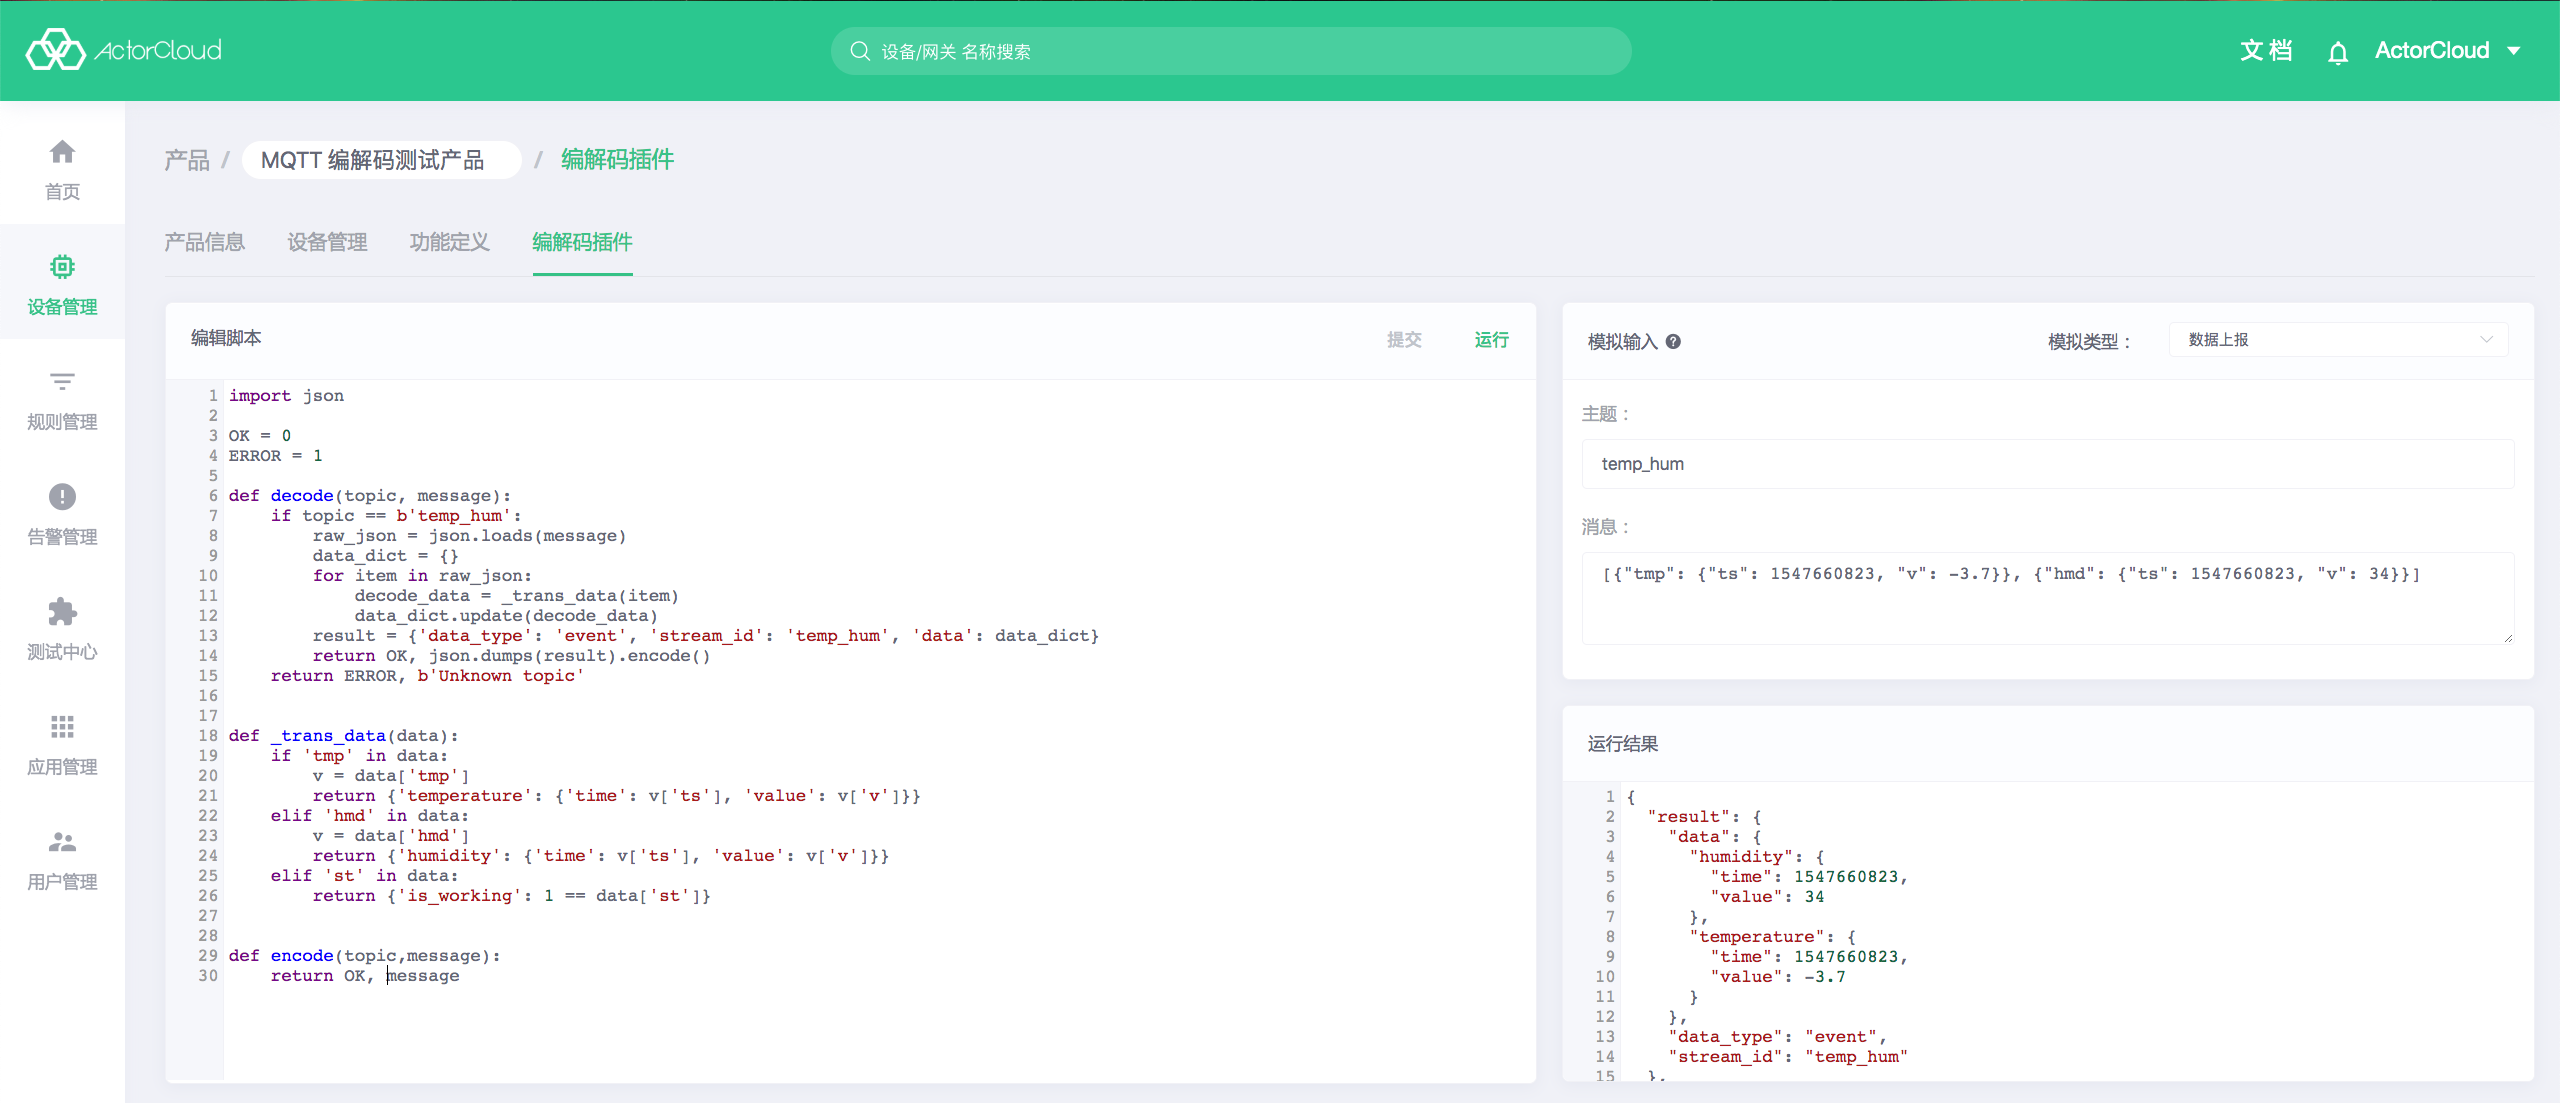 ActorCloud
设备/网关 名称搜索
文档
ActorCloud
首页
设备管理
规则管理
告警管理
测试中心
应用管理
用户管理
产品 / MQTT 编解码测试产品 / 编解码插件
产品信息 设备管理 功能定义 编解码插件
编辑脚本 提交 运行
1 import json
2
3 OK = 0
4 ERROR = 1
5
6 def decode(topic, message):
7     if topic == b'temp_hum':
8         raw_json = json.loads(message)
9         data_dict = {}
10         for item in raw_json:
11             decode_data = _trans_data(item)
12             data_dict.update(decode_data)
13         result = {'data_type': 'event', 'stream_id': 'temp_hum', 'data': data_dict}
14         return OK, json.dumps(result).encode()
15     return ERROR, b'Unknown topic'
16
17
18 def _trans_data(data):
19     if 'tmp' in data:
20         v = data['tmp']
21         return {'temperature': {'time': v['ts'], 'value': v['v']}}
22     elif 'hmd' in data:
23         v = data['hmd']
24         return {'humidity': {'time': v['ts'], 'value': v['v']}}
25     elif 'st' in data:
26         return {'is_working': 1 == data['st']}
27
28
29 def encode(topic,message):
30     return OK, message
模拟输入 ? 模拟类型： 数据上报
主题：
temp_hum
消息：
[{"tmp": {"ts": 1547660823, "v": -3.7}}, {"hmd": {"ts": 1547660823, "v": 34}}]
运行结果
1 {
2   "result": {
3     "data": {
4       "humidity": {
5         "time": 1547660823,
6         "value": 34
7       },
8       "temperature": {
9         "time": 1547660823,
10         "value": -3.7
11       }
12     },
13     "data_type": "event",
14     "stream_id": "temp_hum"
15   },